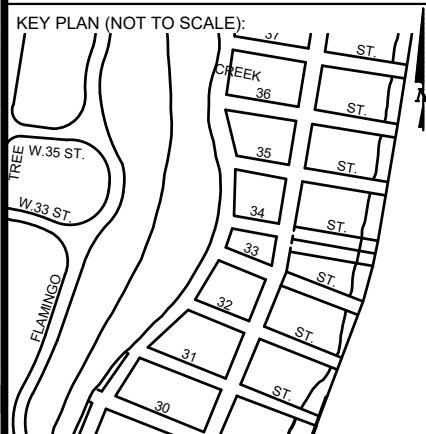 KEY PLAN (NOT TO SCALE):
37
ST.
CREEK
36
ST.
35
ST.
TREE
W.35 ST.
34
ST.
W.33 ST.
33
ST.
FLAMINGO
32
ST.
31
ST.
30
N